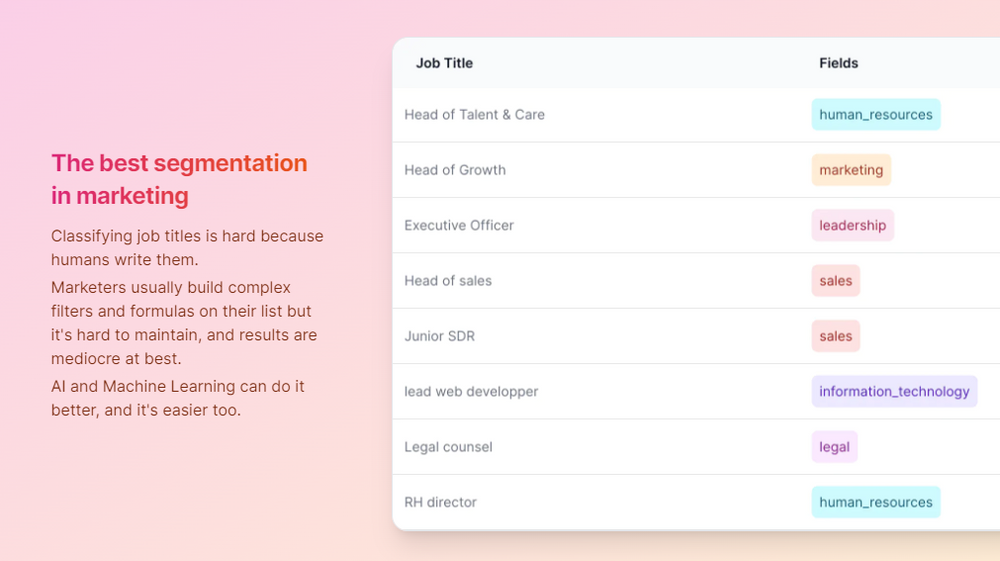 The best segmentation
in marketing
Classifying job titles is hard because
humans write them.
Marketers usually build complex
filters and formulas on their list but
it's hard to maintain, and results are
mediocre at best.
AI and Machine Learning can do it
better, and it's easier too.
Job Title Fields
Head of Talent & Care human_resources
Head of Growth marketing
Executive Officer leadership
Head of sales sales
Junior SDR sales
lead web developper information_technology
Legal counsel legal
RH director human_resources